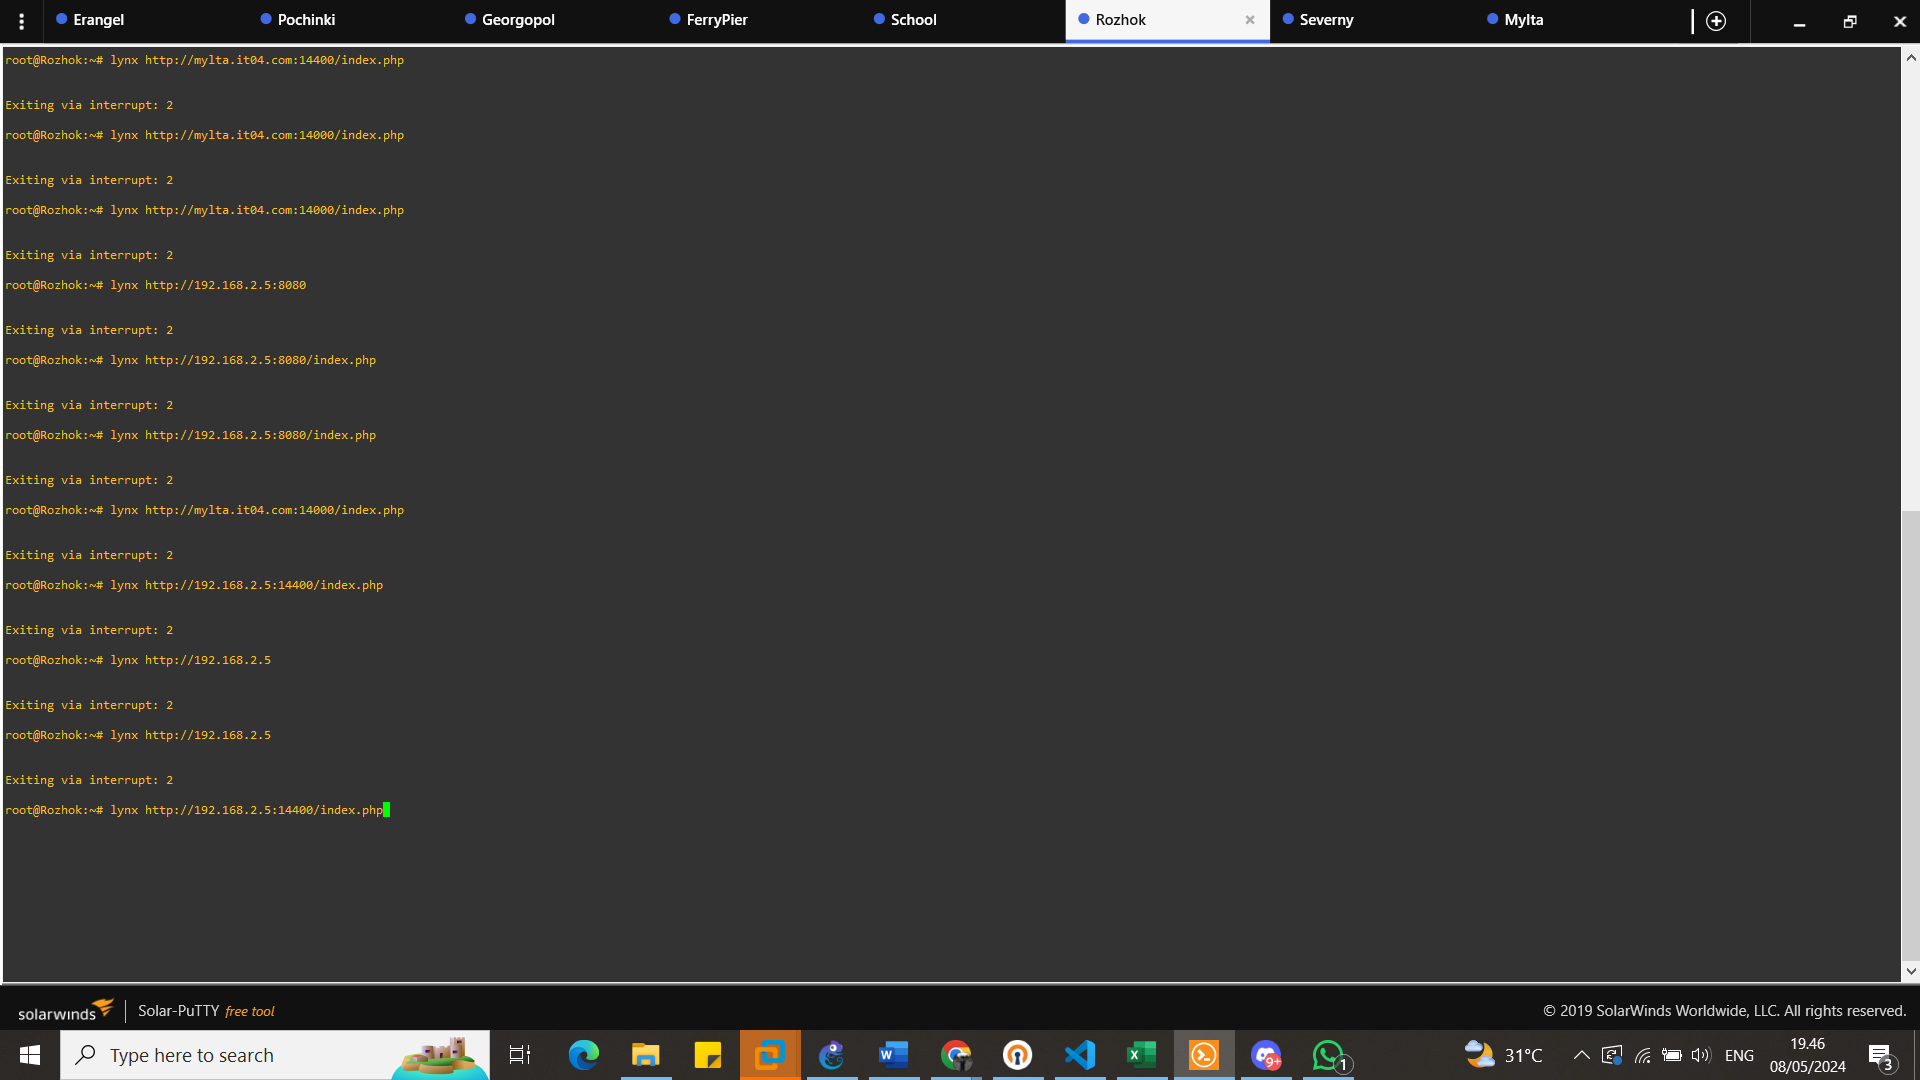 Erangel
Pochinki
Georgopol
FerryPier
School
Rozhok
Severny
Mylta
root@Rozhok:~# lynx http://mylta.it04.com:14400/index.php
Exiting via interrupt: 2
root@Rozhok:~# lynx http://mylta.it04.com:14000/index.php
Exiting via interrupt: 2
root@Rozhok:~# lynx http://mylta.it04.com:14000/index.php
Exiting via interrupt: 2
root@Rozhok:~# lynx http://192.168.2.5:8080
Exiting via interrupt: 2
root@Rozhok:~# lynx http://192.168.2.5:8080/index.php
Exiting via interrupt: 2
root@Rozhok:~# lynx http://192.168.2.5:8080/index.php
Exiting via interrupt: 2
root@Rozhok:~# lynx http://mylta.it04.com:14000/index.php
Exiting via interrupt: 2
root@Rozhok:~# lynx http://192.168.2.5:14400/index.php
Exiting via interrupt: 2
root@Rozhok:~# lynx http://192.168.2.5
Exiting via interrupt: 2
root@Rozhok:~# lynx http://192.168.2.5
Exiting via interrupt: 2
root@Rozhok:~# lynx http://192.168.2.5:14400/index.php
solarwinds Solar-PuTTY free tool
© 2019 SolarWinds Worldwide, LLC. All rights reserved.
Type here to search
W
X
9+
1
31°C
ENG
19.46
08/05/2024
3